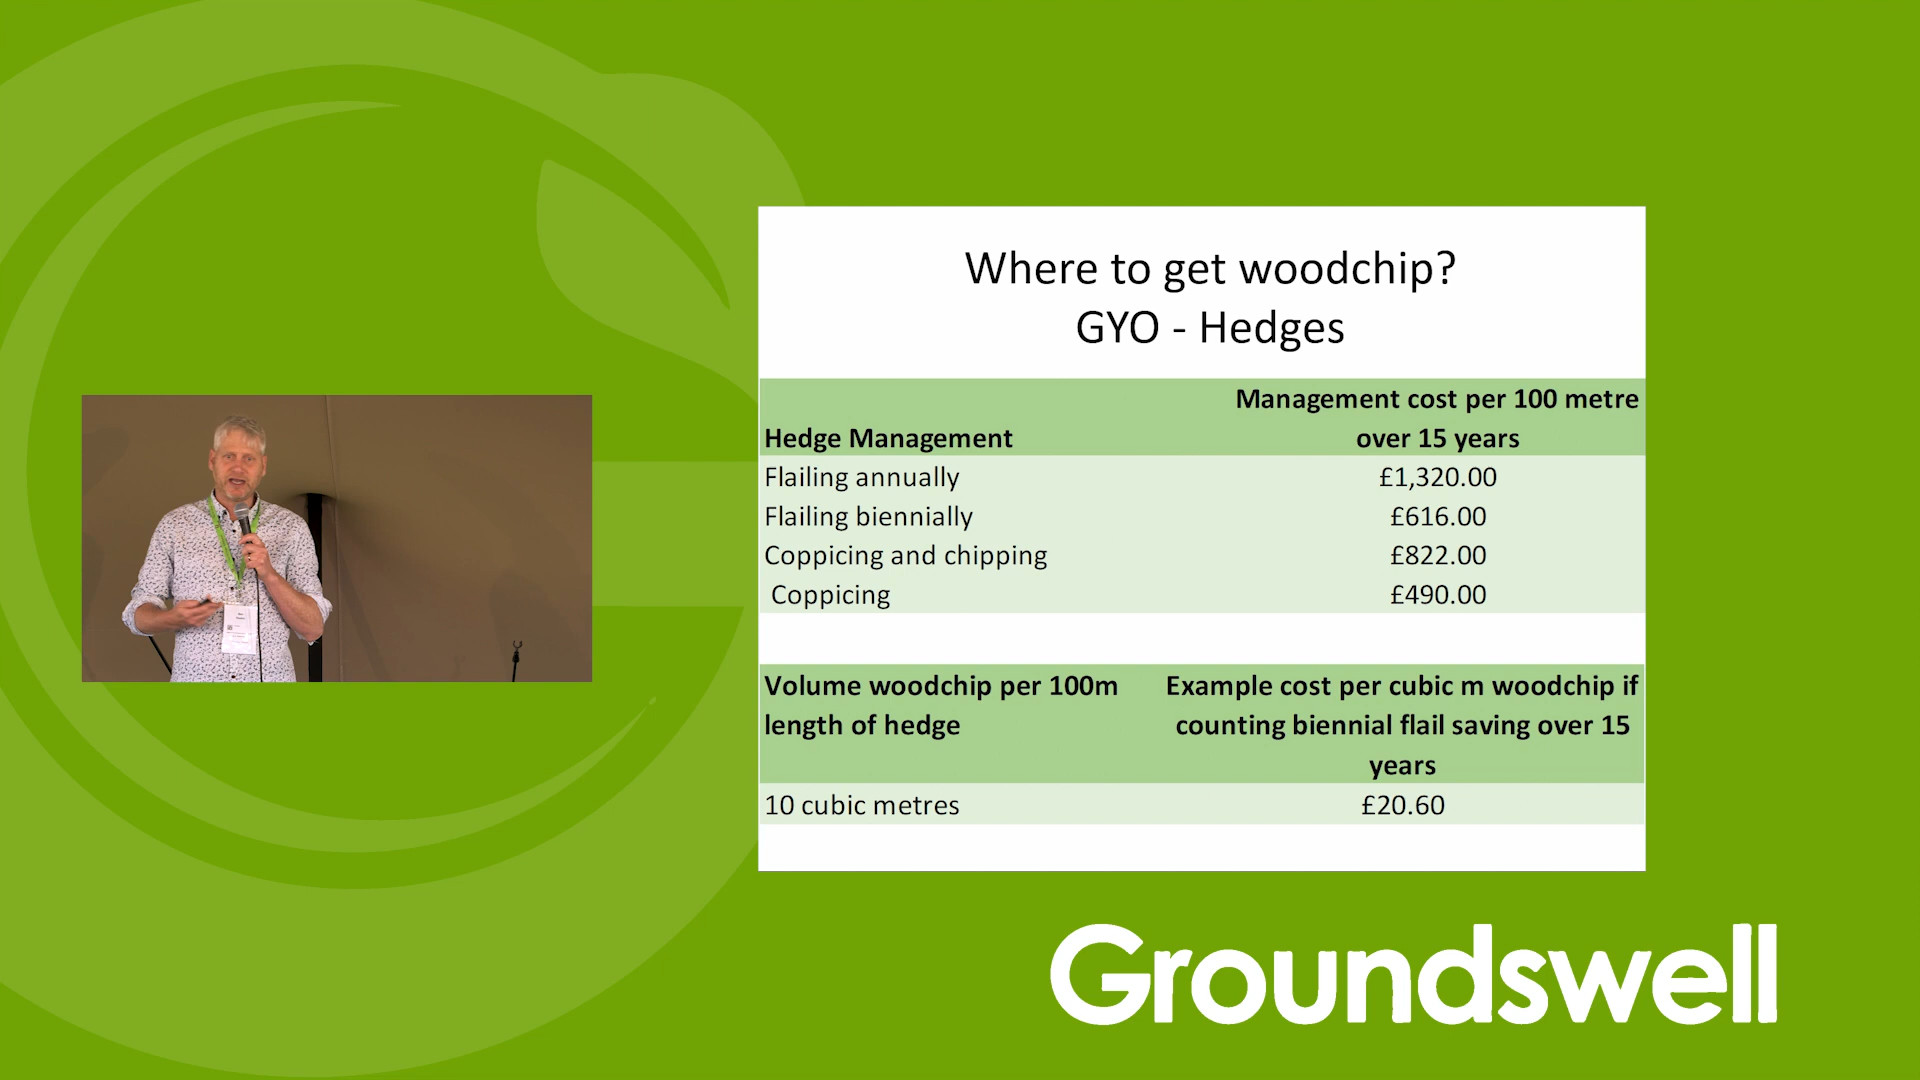 Where to get woodchip?
GYO - Hedges
Management cost per 100 metre
Hedge Management over 15 years
Flailing annually £1,320.00
Flailing biennially £616.00
Coppicing and chipping £822.00
Coppicing £490.00
Volume woodchip per 100m Example cost per cubic m woodchip if
length of hedge counting biennial flail saving over 15
years
10 cubic metres £20.60
Groundswell